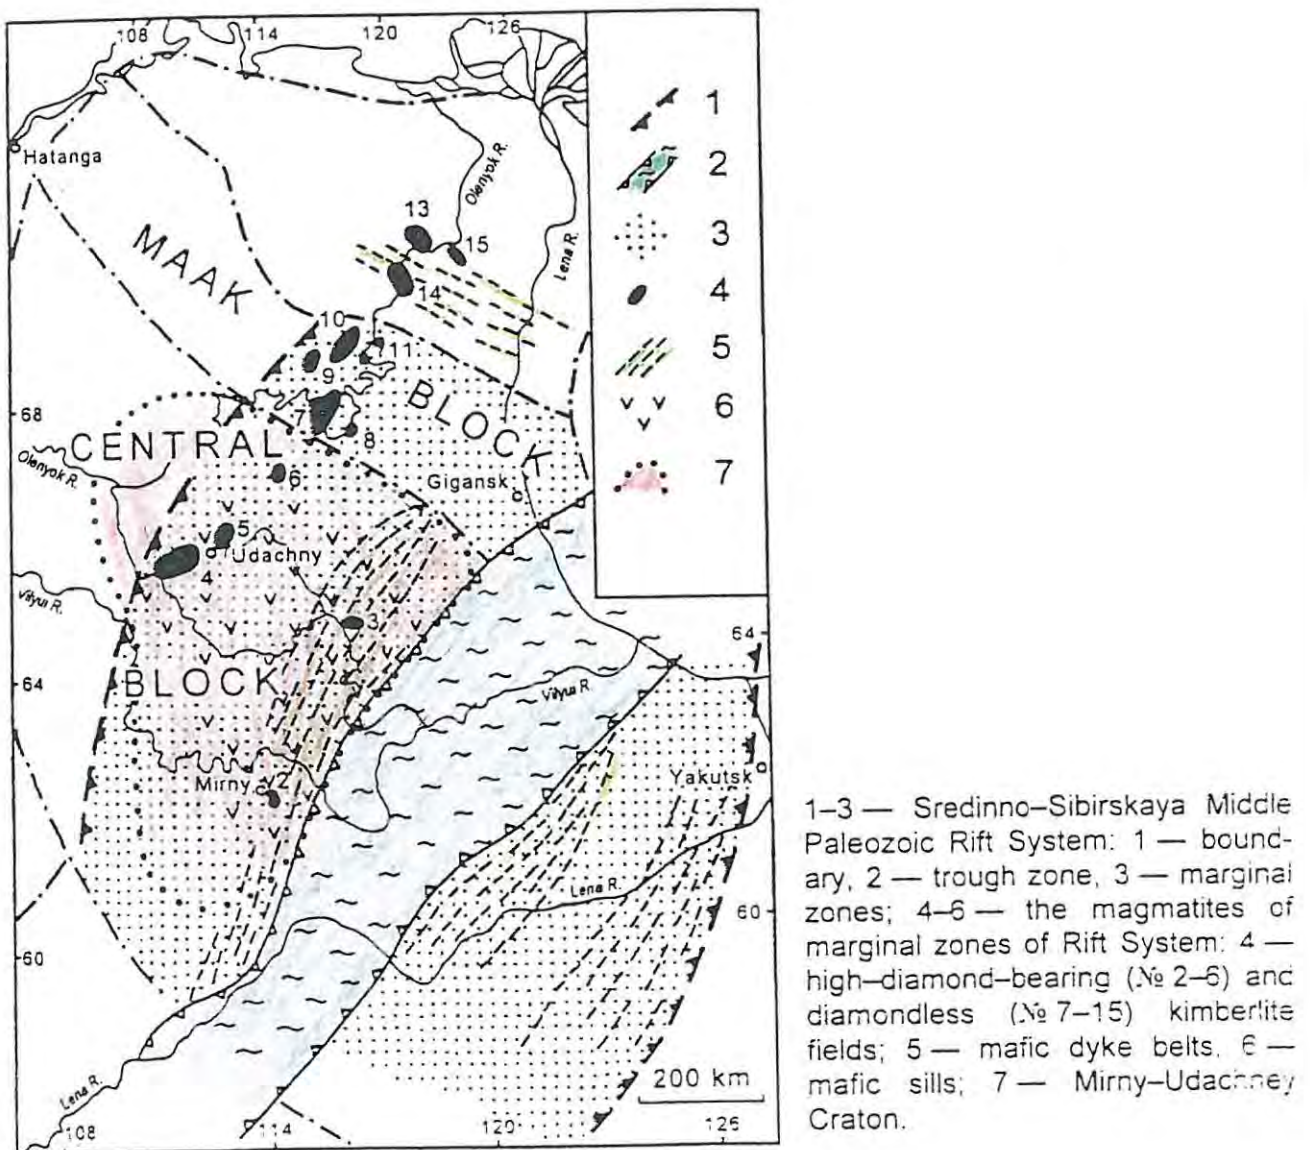 108 114 120 126
Hatanga
Olenyok R.
Lena R.
MAAK
13
15
14
10
11
9
7
8
BLOCK
68
CENTRAL
Olenyok R.
6
Gigansk
5
Udachny
4
Vilyui R.
3
64
64
BLOCK
Vilyui R.
Mirny
2
Yakutsk
Lena R.
60
60
Lena R.
200 km
108 114 120 126
1
2
3
4
5
6
7
1–3 — Sredinno–Sibirskaya Middle
Paleozoic Rift System: 1 — bound-
ary, 2 — trough zone, 3 — marginal
zones; 4–6 — the magmatites of
marginal zones of Rift System: 4 —
high–diamond–bearing (№ 2–6) and
diamondless (№ 7–15) kimberlite
fields; 5 — mafic dyke belts, 6 —
mafic sills; 7 — Mirny–Udachney
Craton.